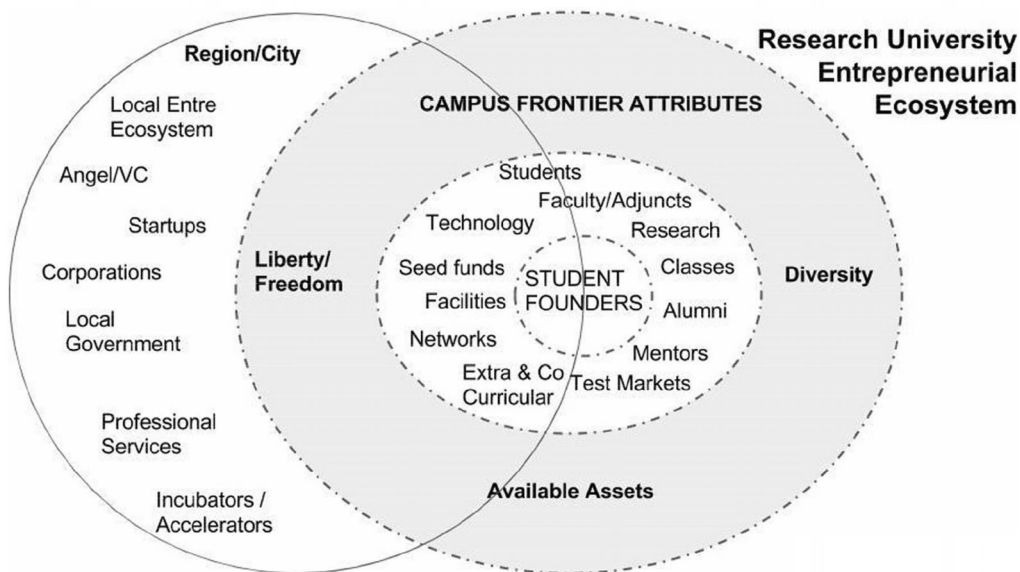 Research University
Entrepreneurial
Ecosystem
Region/City
Local Entre
Ecosystem
Angel/VC
Startups
Corporations
Local
Government
Professional
Services
Incubators /
Accelerators
CAMPUS FRONTIER ATTRIBUTES
Liberty/
Freedom
Diversity
Available Assets
Students
Faculty/Adjuncts
Technology
Research
Seed funds
Classes
Facilities
Alumni
Networks
Mentors
Extra & Co
Curricular
Test Markets
STUDENT
FOUNDERS